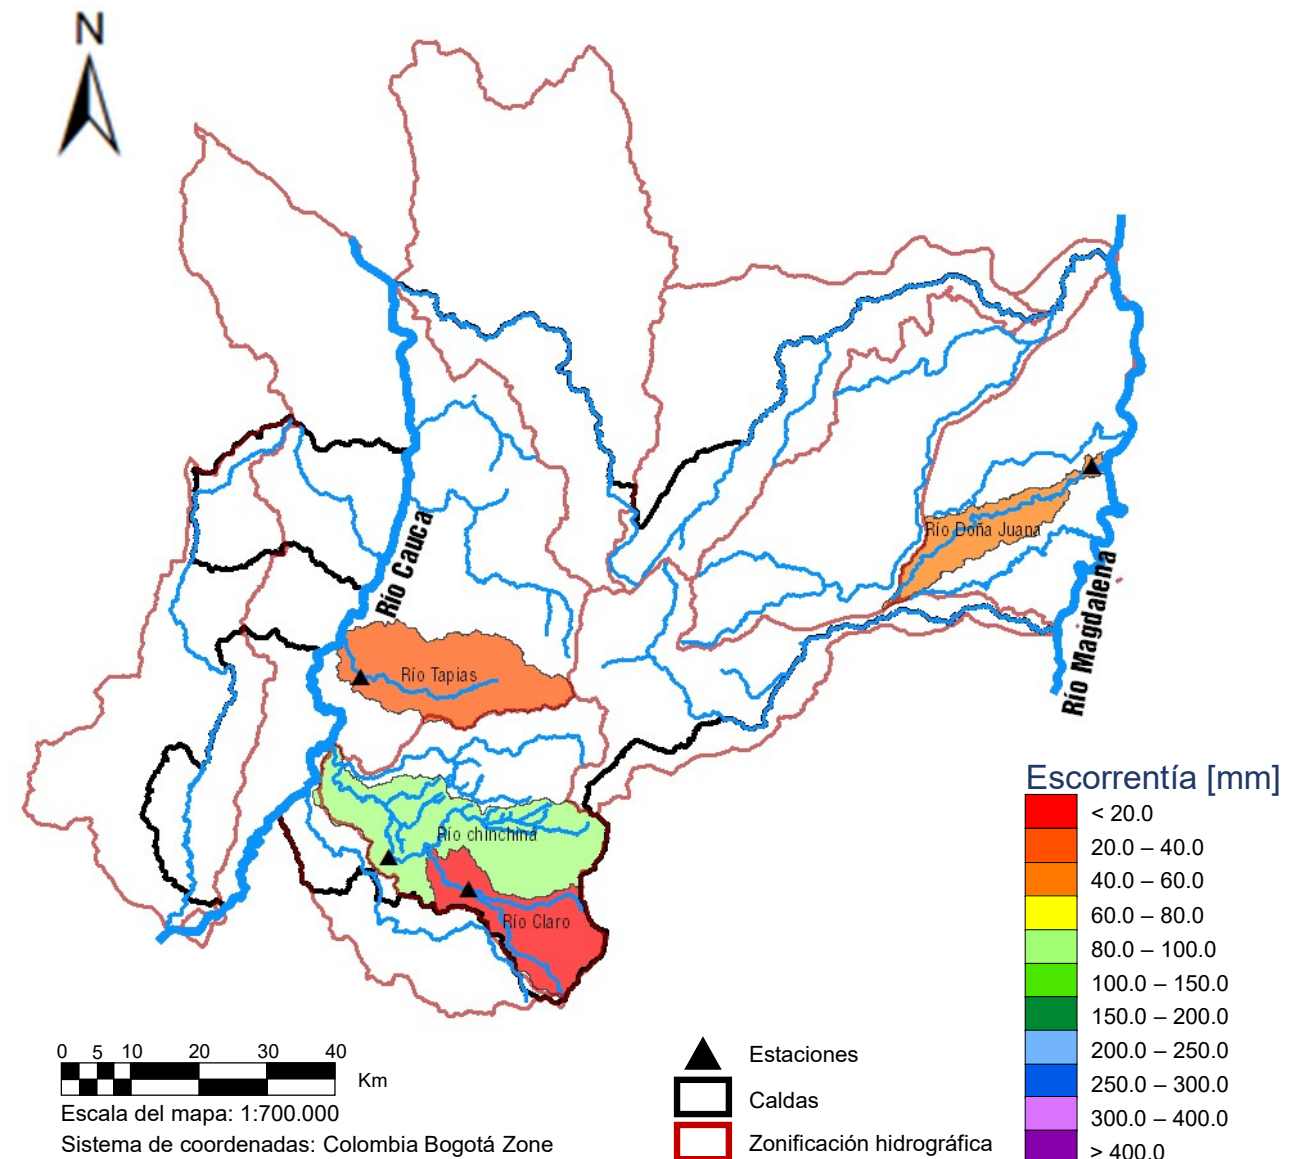 N
Río Cauca
Río Doña Juana
Río Magdalena
Río Tapias
Río chinchiná
Río Claro
Escorrentía [mm]
< 20.0
20.0 – 40.0
40.0 – 60.0
60.0 – 80.0
80.0 – 100.0
100.0 – 150.0
150.0 – 200.0
200.0 – 250.0
250.0 – 300.0
300.0 – 400.0
> 400.0
0 5 10 20 30 40
Km
Escala del mapa: 1:700.000
Sistema de coordenadas: Colombia Bogotá Zone
Estaciones
Caldas
Zonificación hidrográfica